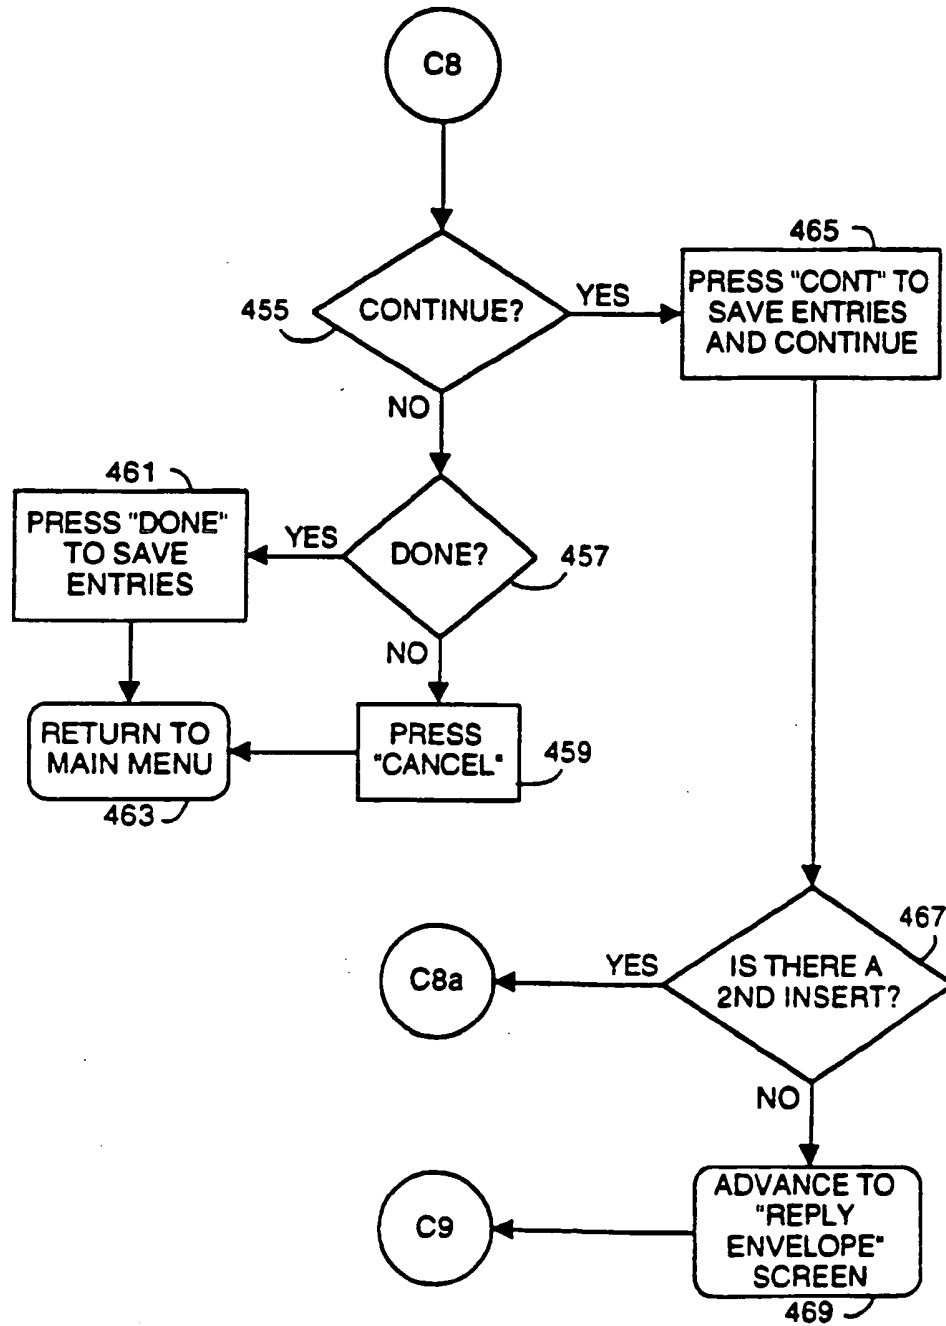 C8
465
455
CONTINUE?
YES
PRESS "CONT" TO
SAVE ENTRIES
AND CONTINUE
NO
461
PRESS "DONE"
TO SAVE
ENTRIES
YES
DONE?
457
NO
RETURN TO
MAIN MENU
463
PRESS
"CANCEL"
459
467
C8a
YES
IS THERE A
2ND INSERT?
NO
C9
ADVANCE TO
"REPLY
ENVELOPE"
SCREEN
469